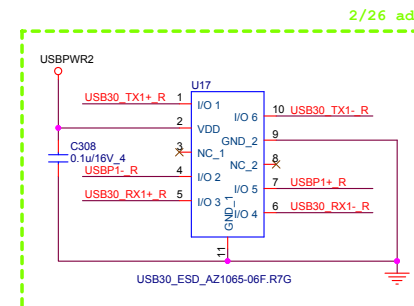 2/26 ad
USBPWR2
U17
USB30_TX1+_R 1 I/O 1
I/O 6 10 USB30_TX1-_R
2 VDD
GND_2 9
C308
0.1u/16V_4
3 NC_1
NC_2 8
USBP1-_R 4 I/O 2
I/O 5 7 USBP1+_R
USB30_RX1+_R 5 I/O 3
I/O 4 6 USB30_RX1-_R
GND_1
11
USB30_ESD_AZ1065-06F.R7G